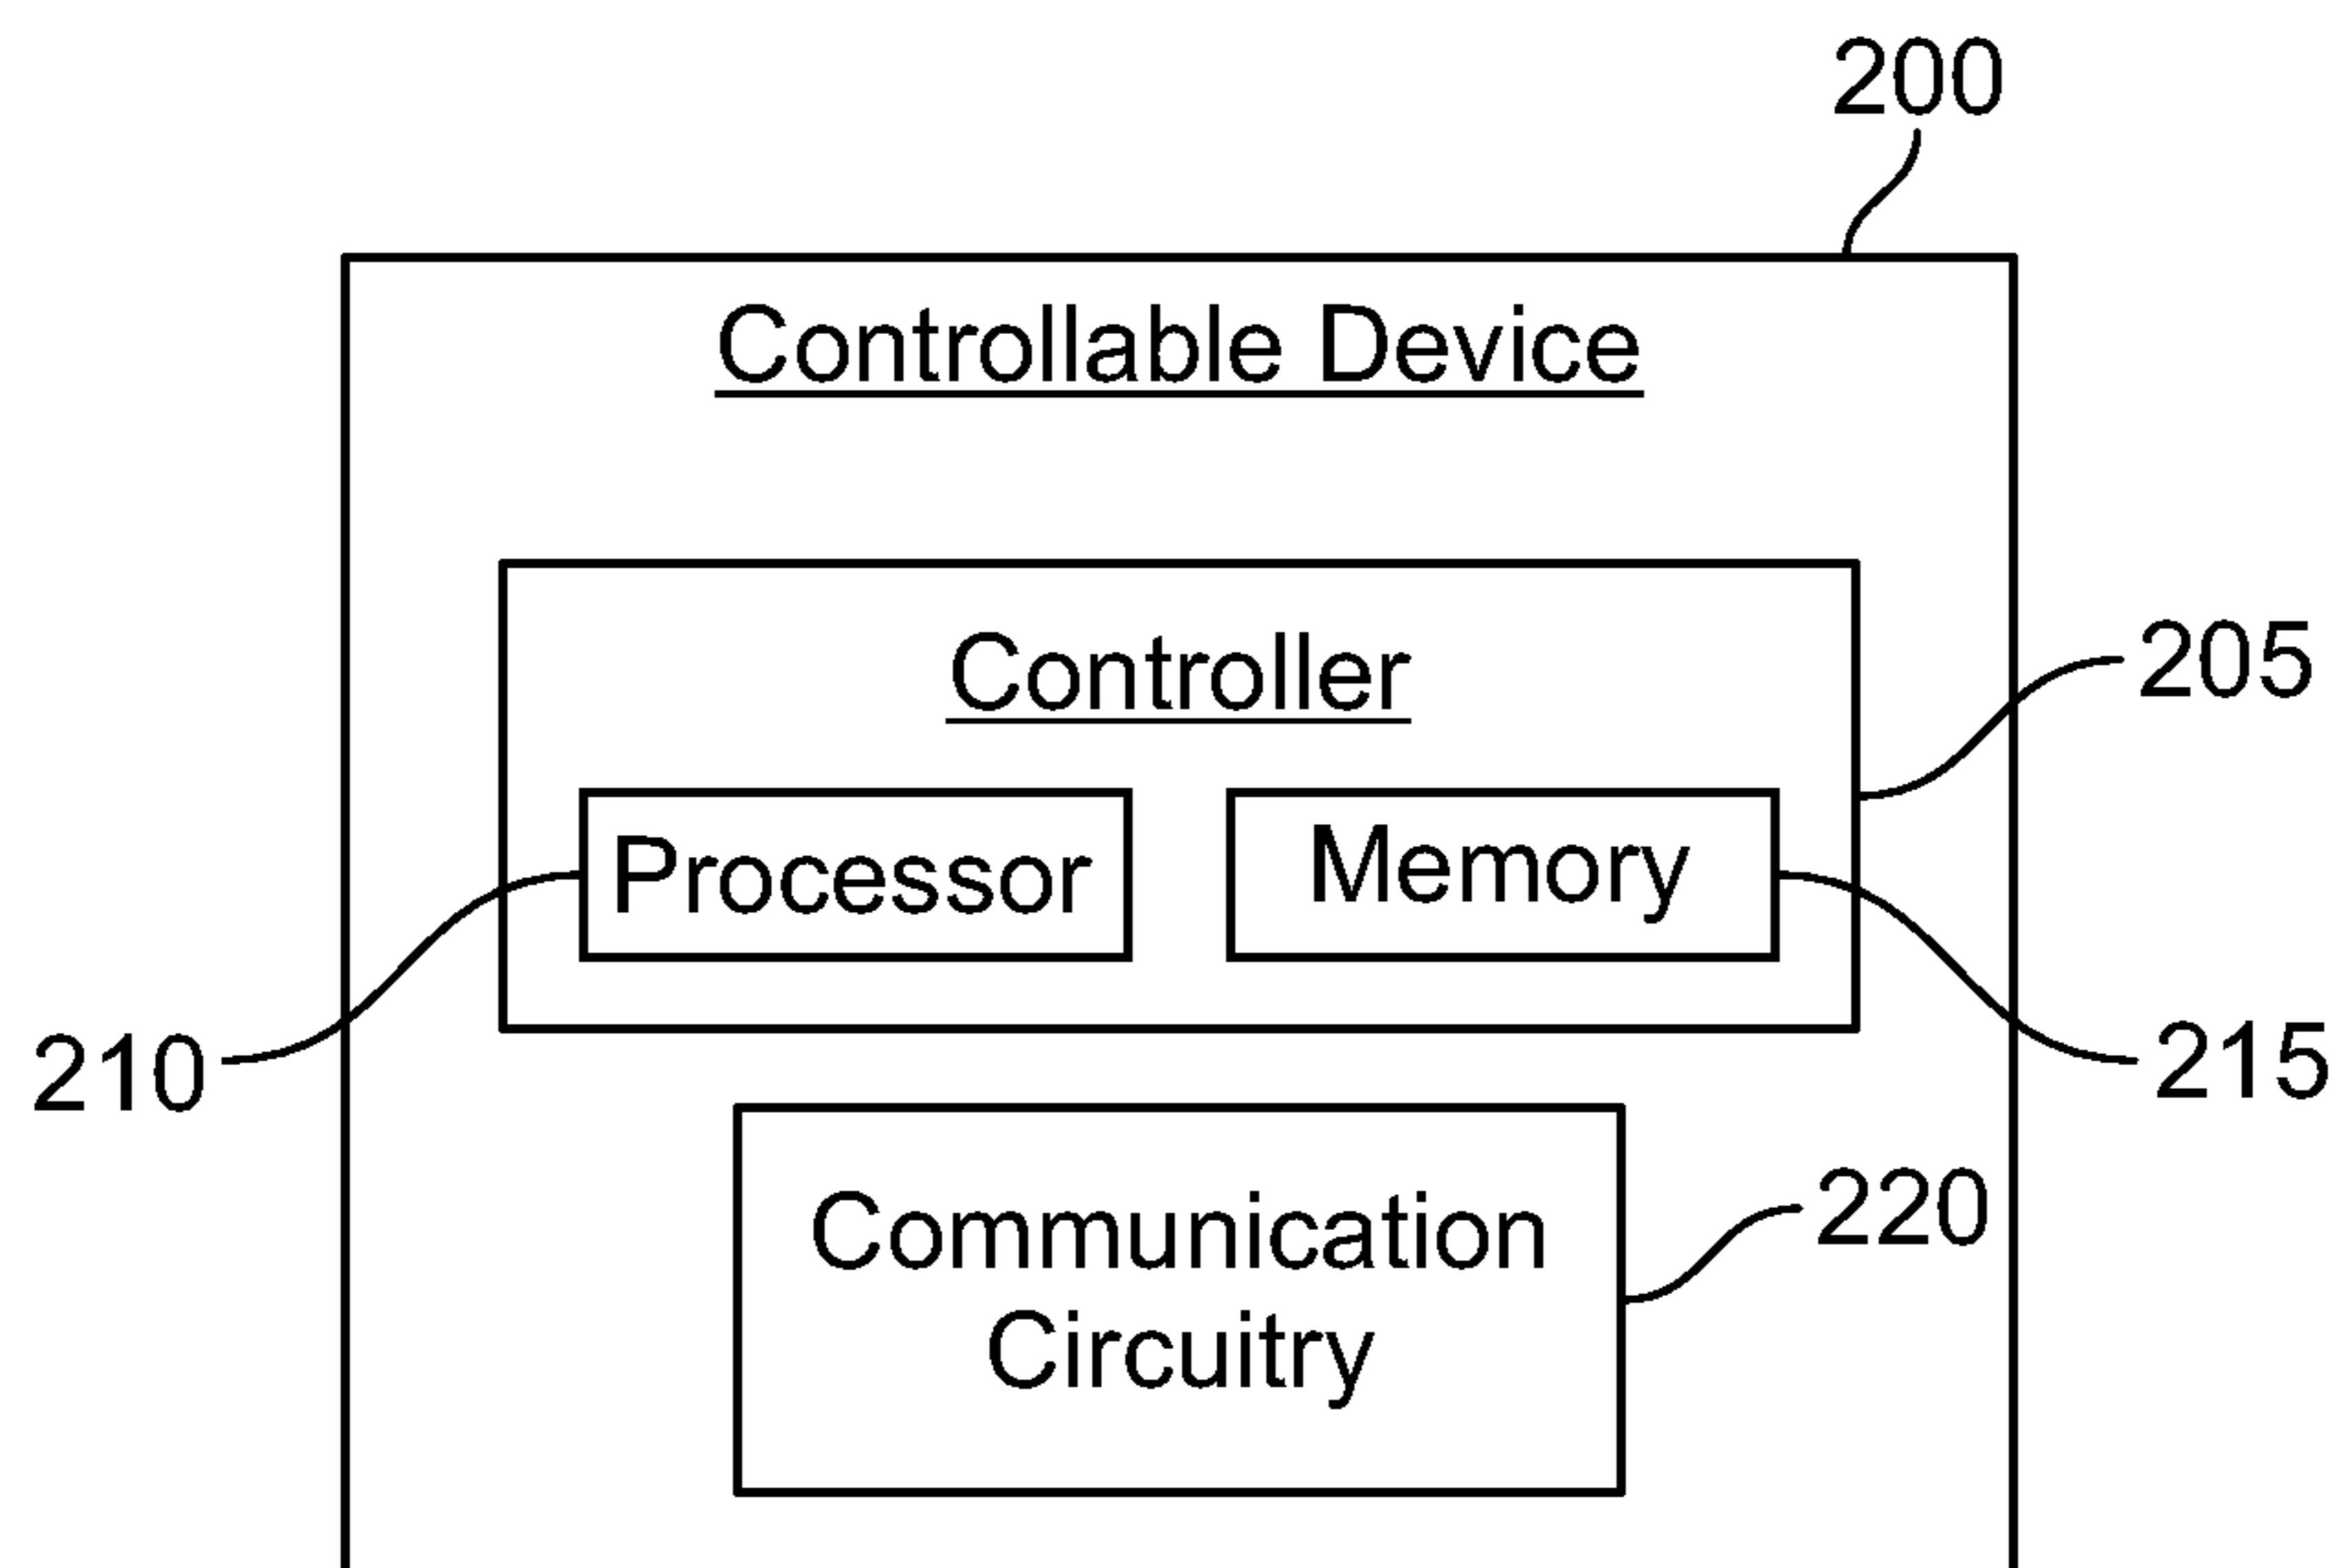 200
Controllable Device
Controller
205
Processor
Memory
210
215
Communication
Circuitry
220